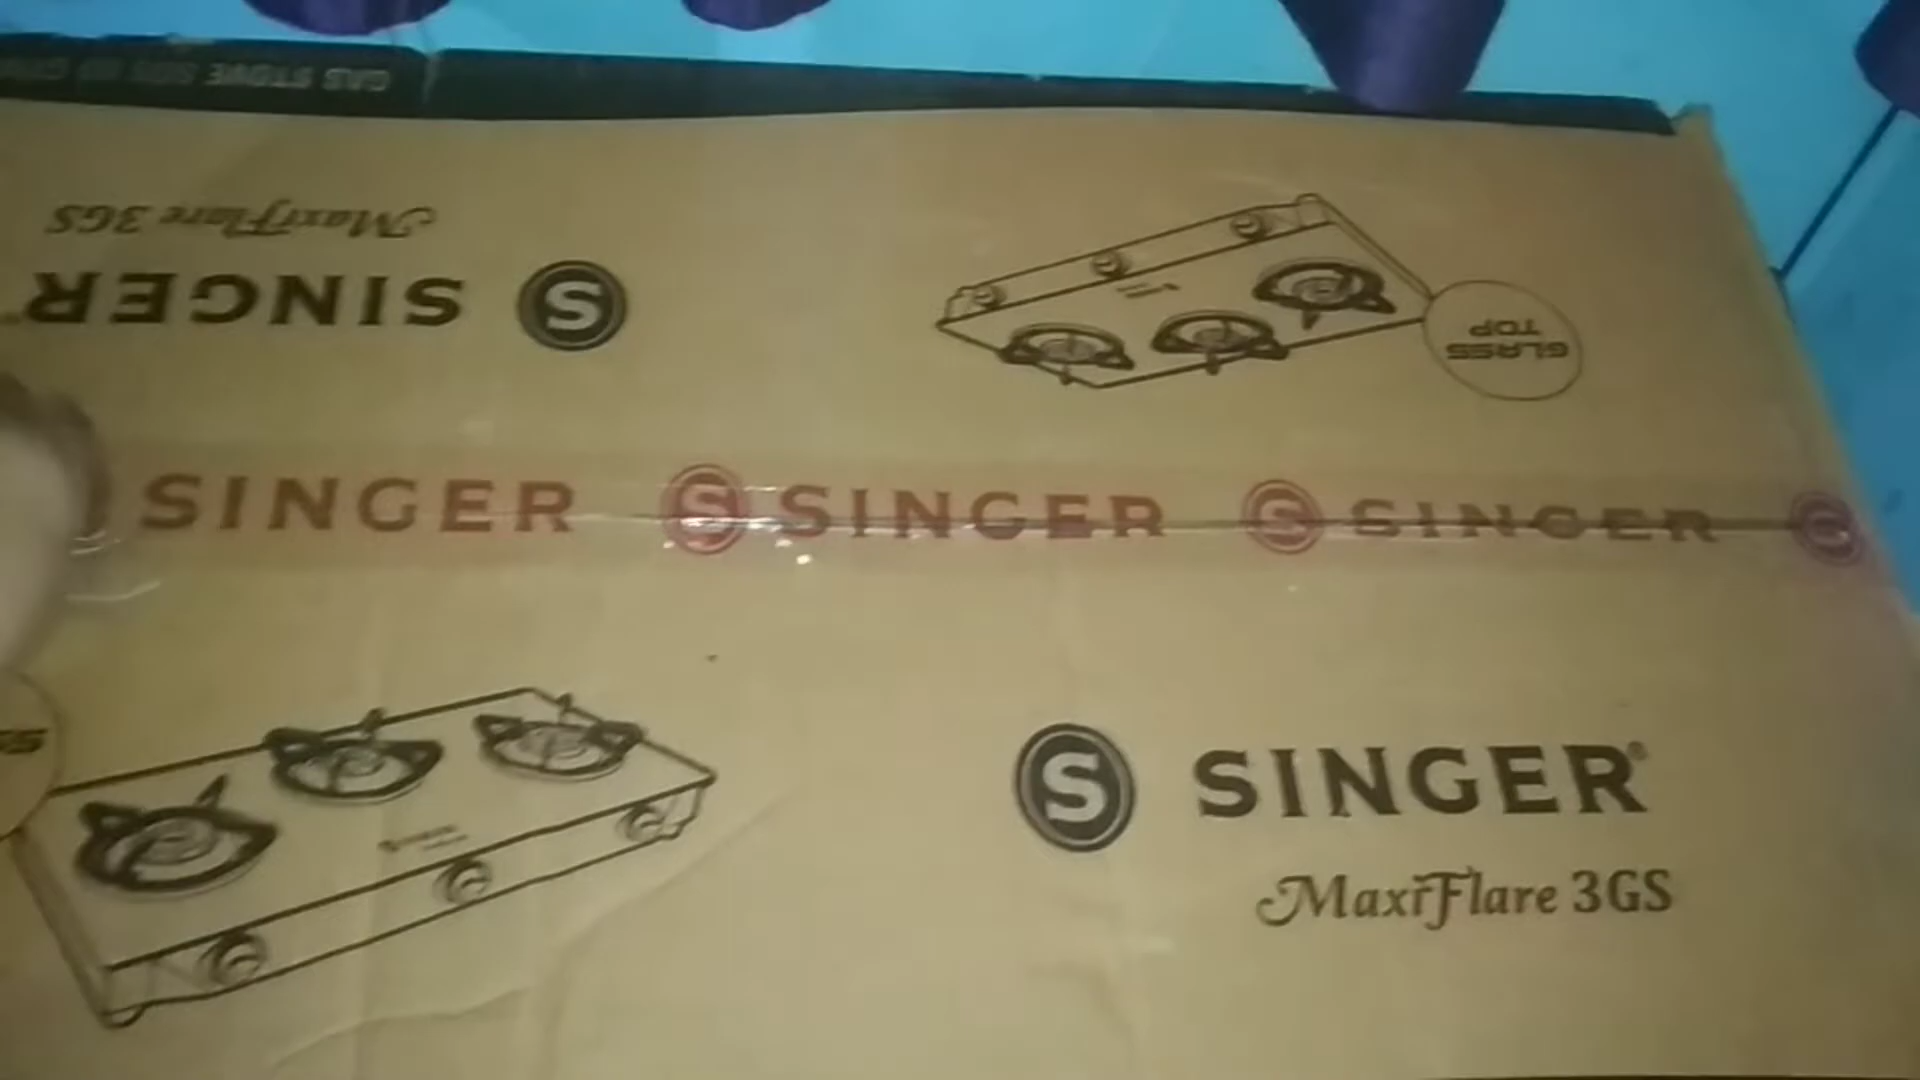 GAS STOVE
MaxiFlare 3GS
SINGER
S
GLASS
TOP
SINGER S SINGER S SINGER S
S SINGER®
MaxiFlare 3GS